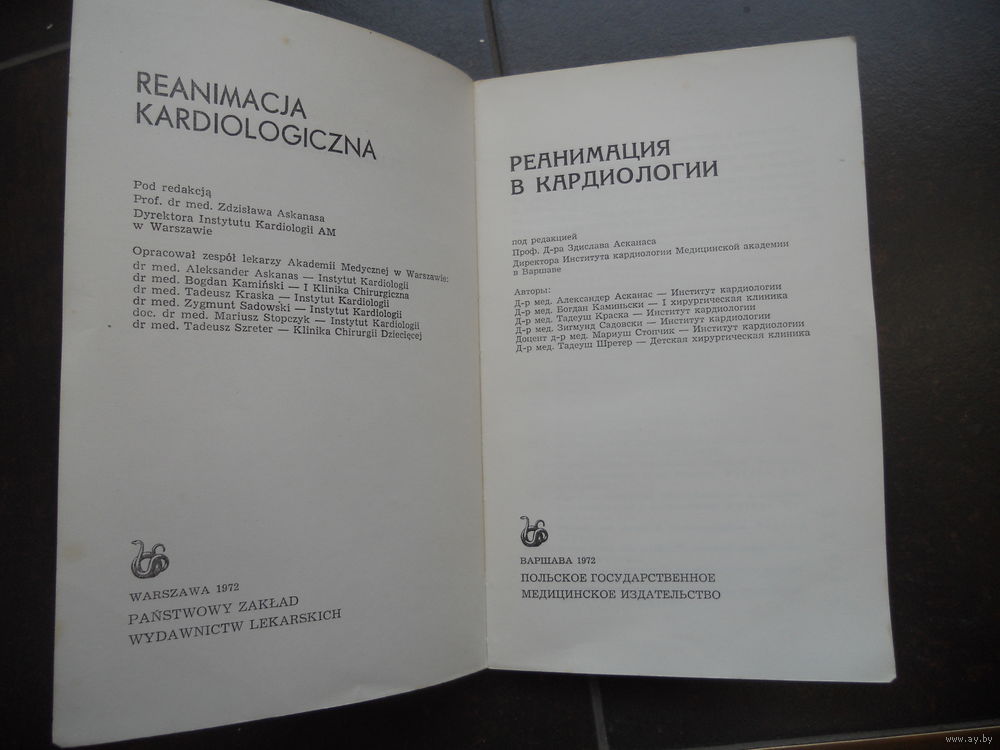 REANIMACJA
KARDIOLOGICZNA
Pod redakcją
Prof. dr med. Zdzisława Askanasa
Dyrektora Instytutu Kardiologii AM
w Warszawie
Opracował zespół lekarzy Akademii Medycznej w Warszawie:
dr med. Aleksander Askanas — Instytut Kardiologii
dr med. Bogdan Kamiński — I Klinika Chirurgiczna
dr med. Tadeusz Kraska — Instytut Kardiologii
dr med. Zygmunt Sadowski — Instytut Kardiologii
doc. dr med. Mariusz Stopczyk — Instytut Kardiologii
dr med. Tadeusz Szreter — Klinika Chirurgii Dziecięcej
WARSZAWA 1972
PAŃSTWOWY ZAKŁAD
WYDAWNICTW LEKARSKICH
РЕАНИМАЦИЯ
В КАРДИОЛОГИИ
под редакцией
Проф. Д-ра Здислава Асканаса
Директора Института кардиологии Медицинской академии
в Варшаве
Авторы:
Д-р мед. Александер Асканас — Институт кардиологии
Д-р мед. Богдан Каминьски — I хирургическая клиника
Д-р мед. Тадеуш Краска — Институт кардиологии
Д-р мед. Зигмунд Садовски — Институт кардиологии
Доцент д-р мед. Мариуш Стопчик — Институт кардиологии
Д-р мед. Тадеуш Шретер — Детская хирургическая клиника
ВАРШАВА 1972
ПОЛЬСКОЕ ГОСУДАРСТВЕННОЕ
МЕДИЦИНСКОЕ ИЗДАТЕЛЬСТВО
www.ay.by